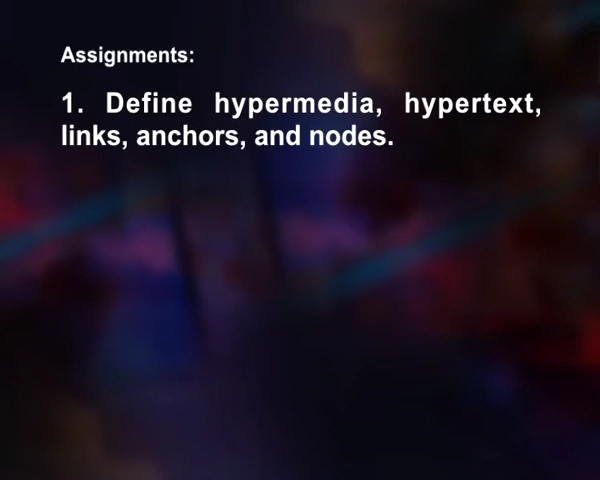 Assignments:
1. Define hypermedia, hypertext,
links, anchors, and nodes.